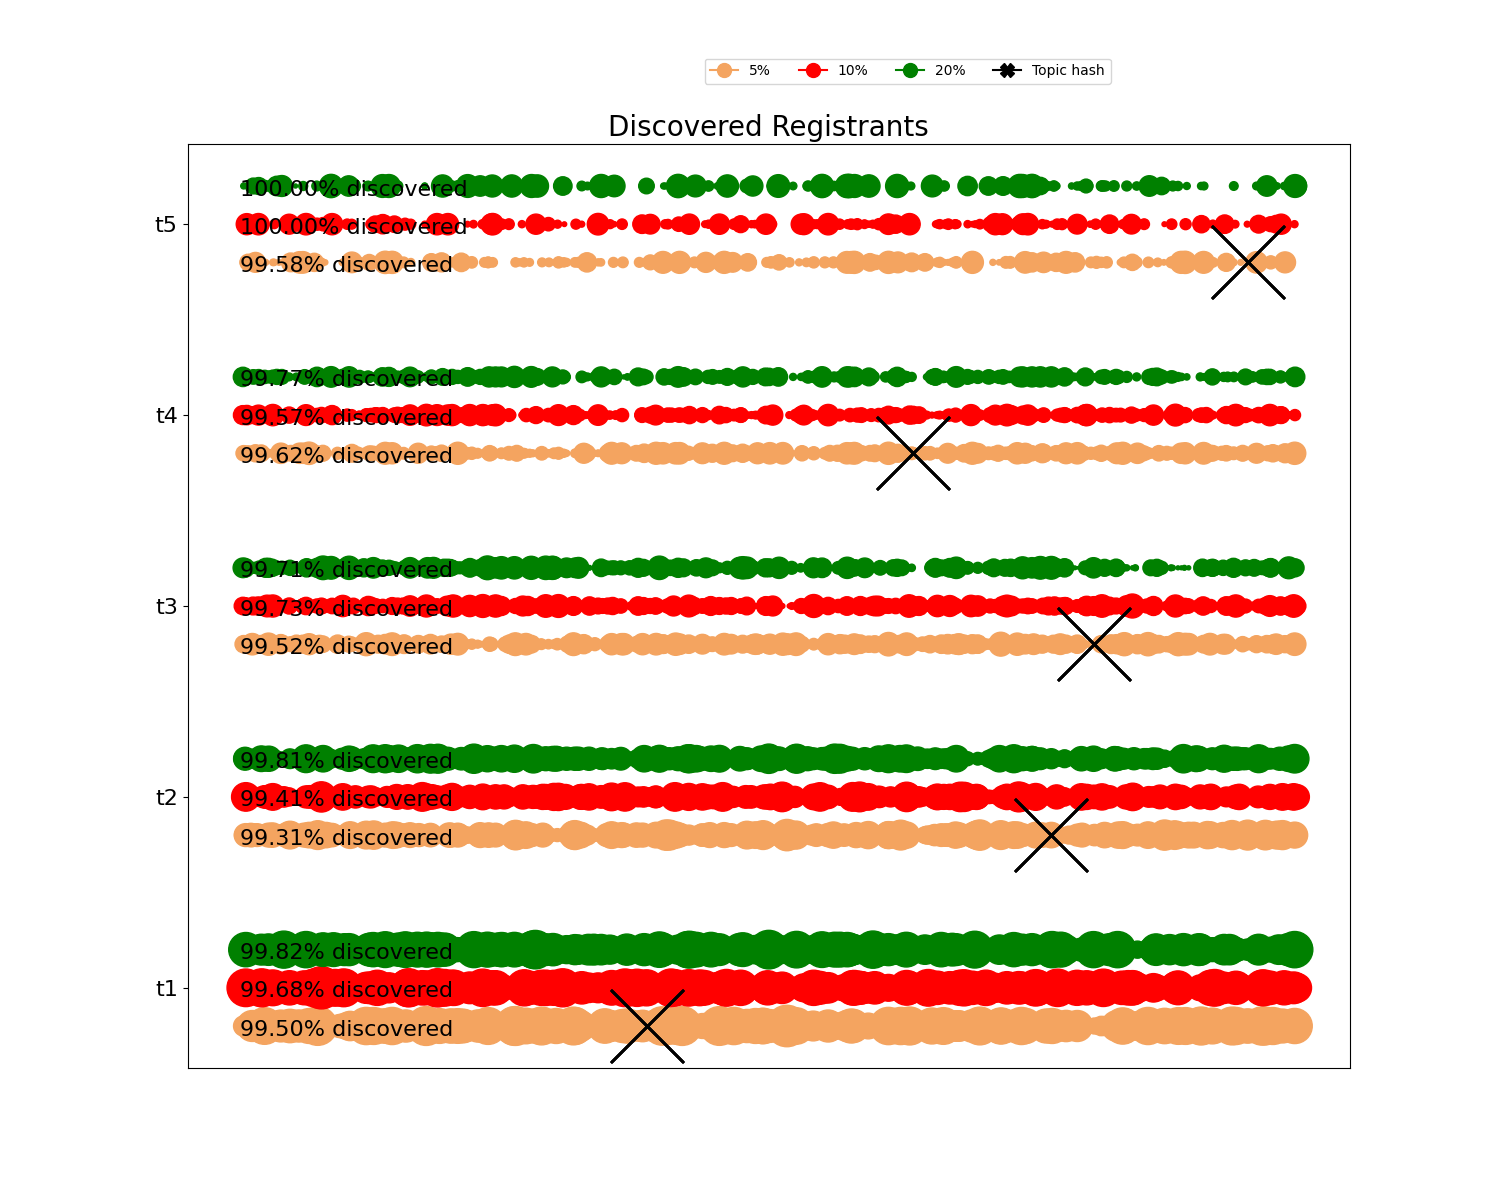 5% 10% 20% Topic hash
Discovered Registrants
100.00% discovered
t5 100.00% discovered
99.58% discovered
99.77% discovered
t4 99.57% discovered
99.62% discovered
99.71% discovered
t3 99.73% discovered
99.52% discovered
99.81% discovered
t2 99.41% discovered
99.31% discovered
99.82% discovered
t1 99.68% discovered
99.50% discovered